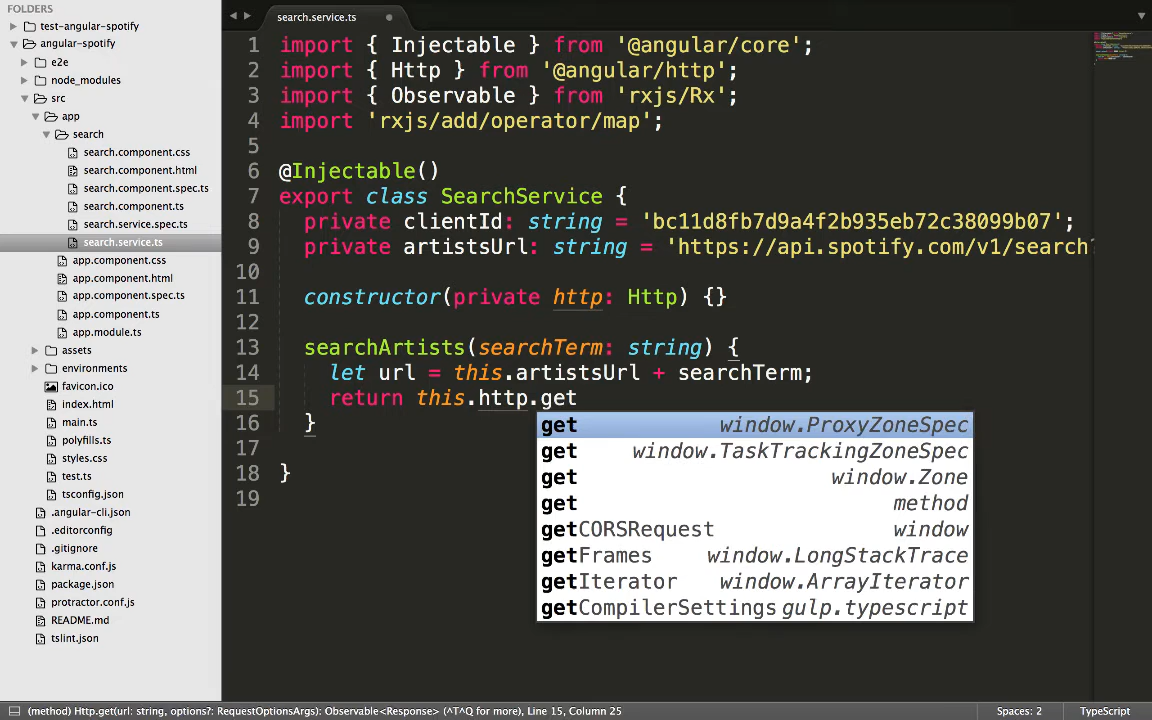 FOLDERS
test-angular-spotify
angular-spotify
e2e
node_modules
src
app
search
search.component.css
search.component.html
search.component.spec.ts
search.component.ts
search.service.spec.ts
search.service.ts
app.component.css
app.component.html
app.component.spec.ts
app.component.ts
app.module.ts
assets
environments
favicon.ico
index.html
main.ts
polyfills.ts
styles.css
test.ts
tsconfig.json
.angular-cli.json
.editorconfig
.gitignore
karma.conf.js
package.json
protractor.conf.js
README.md
tslint.json
search.service.ts
1 import { Injectable } from '@angular/core';
2 import { Http } from '@angular/http';
3 import { Observable } from 'rxjs/Rx';
4 import 'rxjs/add/operator/map';
5
6 @Injectable()
7 export class SearchService {
8 private clientId: string = 'bc11d8fb7d9a4f2b935eb72c38099b07';
9 private artistsUrl: string = 'https://api.spotify.com/v1/search
10
11 constructor(private http: Http) {}
12
13 searchArtists(searchTerm: string) {
14 let url = this.artistsUrl + searchTerm;
15 return this.http.get
16 }
17
18 }
19
get window.ProxyZoneSpec
get window.TaskTrackingZoneSpec
get window.Zone
get method
getCORSRequest window
getFrames window.LongStackTrace
getIterator window.ArrayIterator
getCompilerSettings gulp.typescript
(method) Http.get(url: string, options?: RequestOptionsArgs): Observable<Response> (^T^Q for more), Line 15, Column 25
Spaces: 2
TypeScript